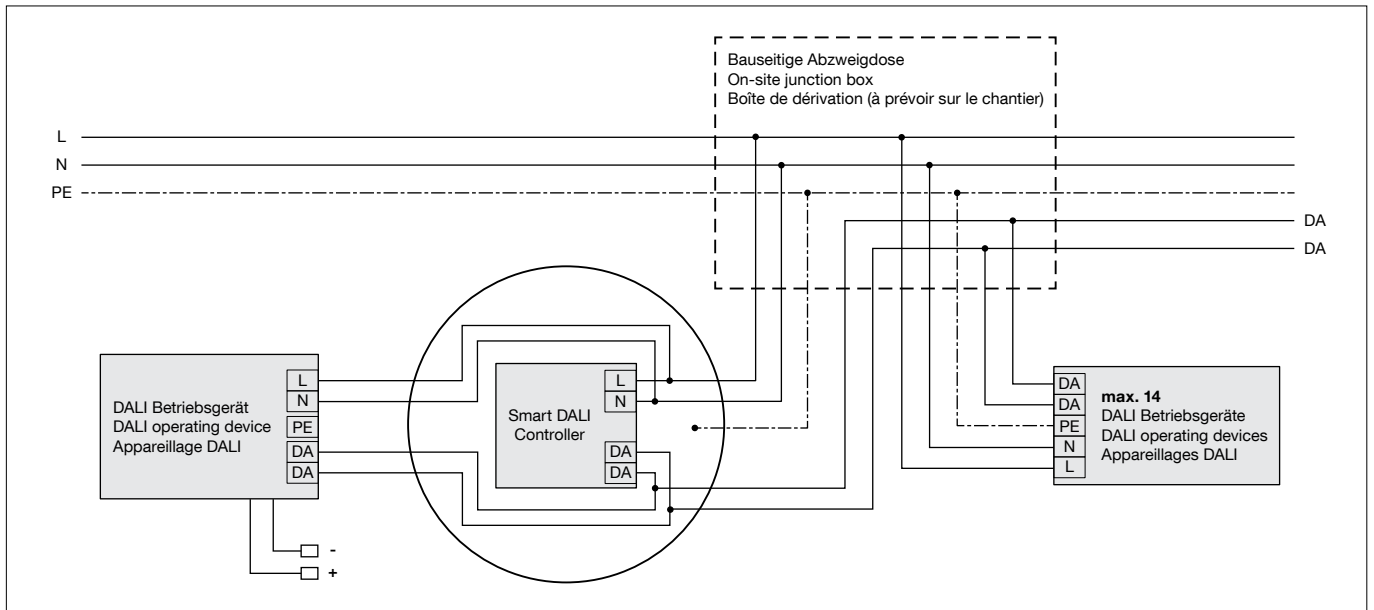 Bauseitige Abzweigdose
On-site junction box
Boîte de dérivation (à prévoir sur le chantier)
L
N
PE
DA
DA
DALI Betriebsgerät
DALI operating device
Appareillage DALI
L
N
PE
DA
DA
-
+
Smart DALI
Controller
L
N
DA
DA
DA
DA
PE
N
L
max. 14
DALI Betriebsgeräte
DALI operating devices
Appareillages DALI